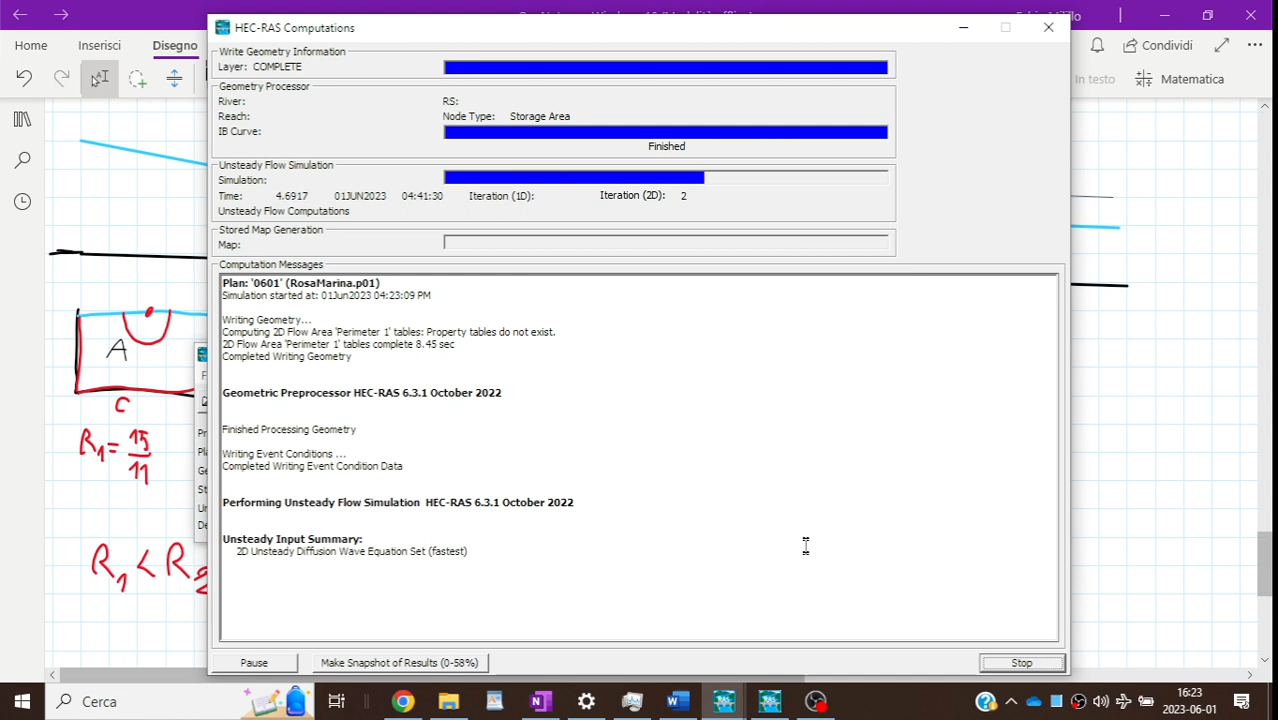 HEC-RAS Computations
Write Geometry Information
Layer: COMPLETE
Geometry Processor
River: RS:
Reach: Node Type: Storage Area
IB Curve:
Finished
Unsteady Flow Simulation
Simulation:
Time: 4.6917 01JUN2023 04:41:30 Iteration (1D): Iteration (2D): 2
Unsteady Flow Computations
Stored Map Generation
Map:
Computation Messages
Plan: '0601' (RosaMarina.p01)
Simulation started at: 01Jun2023 04:23:09 PM
Writing Geometry...
Computing 2D Flow Area 'Perimeter 1' tables: Property tables do not exist.
2D Flow Area 'Perimeter 1' tables complete 8.45 sec
Completed Writing Geometry
Geometric Preprocessor HEC-RAS 6.3.1 October 2022
Finished Processing Geometry
Writing Event Conditions ...
Completed Writing Event Condition Data
Performing Unsteady Flow Simulation HEC-RAS 6.3.1 October 2022
Unsteady Input Summary:
2D Unsteady Diffusion Wave Equation Set (fastest)
Pause
Make Snapshot of Results (0-58%)
Stop
Home
Inserisci
Disegno
Condividi
In testo
Matematica
A
C
R1 = 15/11
R1 < R2
Cerca
16:23
2023-06-01